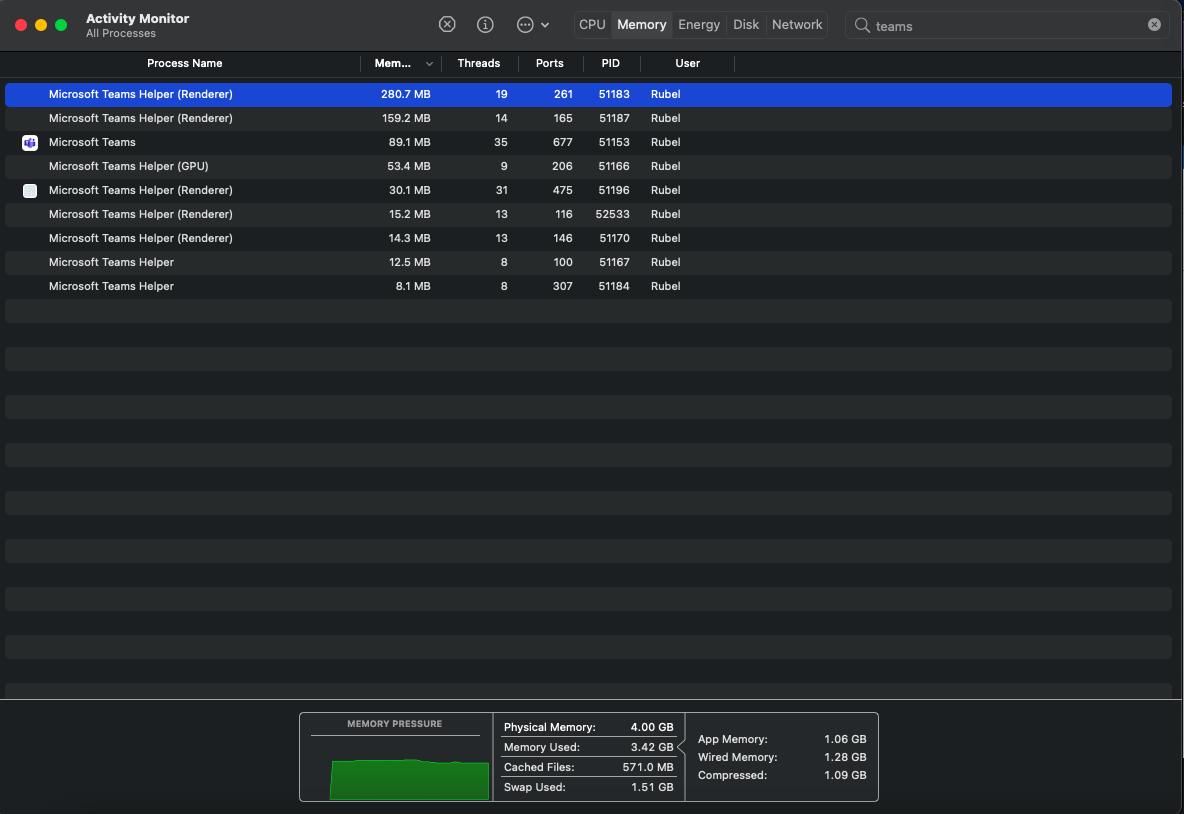 Activity Monitor
All Processes
CPU Memory Energy Disk Network
teams
Process Name Mem... Threads Ports PID User
Microsoft Teams Helper (Renderer) 280.7 MB 19 261 51183 Rubel
Microsoft Teams Helper (Renderer) 159.2 MB 14 165 51187 Rubel
Microsoft Teams 89.1 MB 35 677 51153 Rubel
Microsoft Teams Helper (GPU) 53.4 MB 9 206 51166 Rubel
Microsoft Teams Helper (Renderer) 30.1 MB 31 475 51196 Rubel
Microsoft Teams Helper (Renderer) 15.2 MB 13 116 52533 Rubel
Microsoft Teams Helper (Renderer) 14.3 MB 13 146 51170 Rubel
Microsoft Teams Helper 12.5 MB 8 100 51167 Rubel
Microsoft Teams Helper 8.1 MB 8 307 51184 Rubel
MEMORY PRESSURE
Physical Memory: 4.00 GB
Memory Used: 3.42 GB
Cached Files: 571.0 MB
Swap Used: 1.51 GB
App Memory: 1.06 GB
Wired Memory: 1.28 GB
Compressed: 1.09 GB